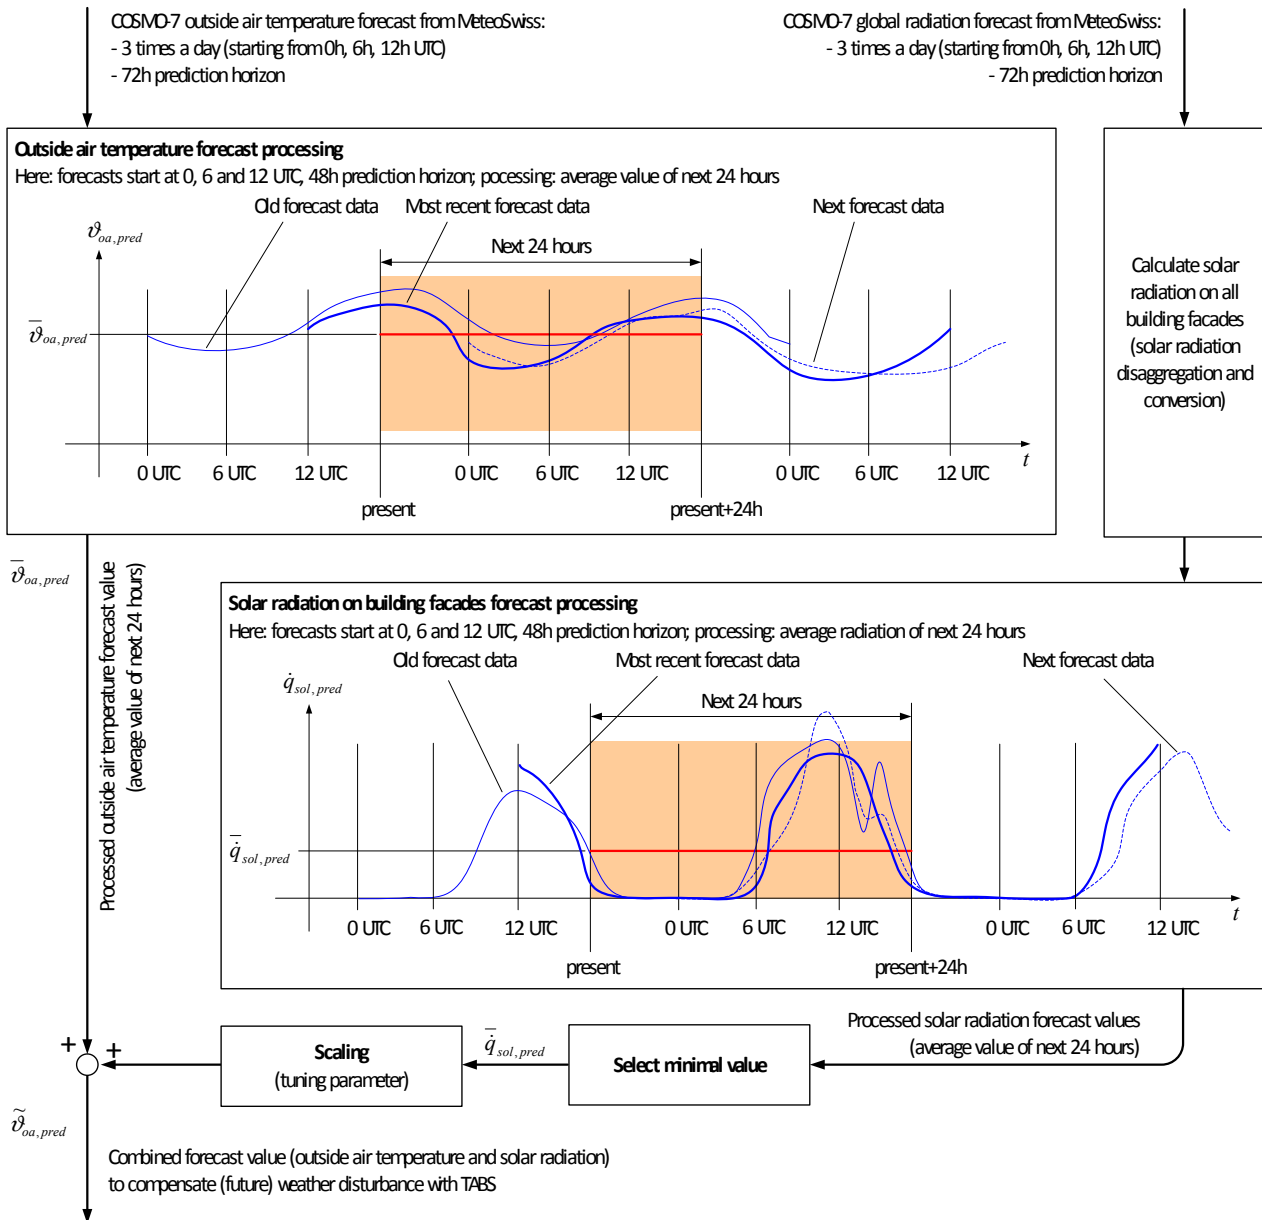 COSMO-7 outside air temperature forecast from MeteoSwiss:
- 3 times a day (starting from 0h, 6h, 12h UTC)
- 72h prediction horizon
COSMO-7 global radiation forecast from MeteoSwiss:
- 3 times a day (starting from 0h, 6h, 12h UTC)
- 72h prediction horizon
Outside air temperature forecast processing
Here: forecasts start at 0, 6 and 12 UTC, 48h prediction horizon; pocessing: average value of next 24 hours
Old forecast data
Most recent forecast data
Next forecast data
ϑ_oa,pred
Next 24 hours
ϑ̅_oa,pred
0 UTC
6 UTC
12 UTC
0 UTC
6 UTC
12 UTC
0 UTC
6 UTC
12 UTC
t
present
present+24h
Calculate solar
radiation on all
building facades
(solar radiation
disaggregation and
conversion)
ϑ̅_oa,pred
Processed outside air temperature forecast value
(average value of next 24 hours)
Solar radiation on building facades forecast processing
Here: forecasts start at 0, 6 and 12 UTC, 48h prediction horizon; processing: average radiation of next 24 hours
Old forecast data
Most recent forecast data
Next forecast data
q̇_sol,pred
Next 24 hours
q̇̅_sol,pred
0 UTC
6 UTC
12 UTC
0 UTC
6 UTC
12 UTC
0 UTC
6 UTC
12 UTC
t
present
present+24h
Processed solar radiation forecast values
(average value of next 24 hours)
Select minimal value
q̇̅_sol,pred
Scaling
(tuning parameter)
+
+
ϑ̃_oa,pred
Combined forecast value (outside air temperature and solar radiation)
to compensate (future) weather disturbance with TABS